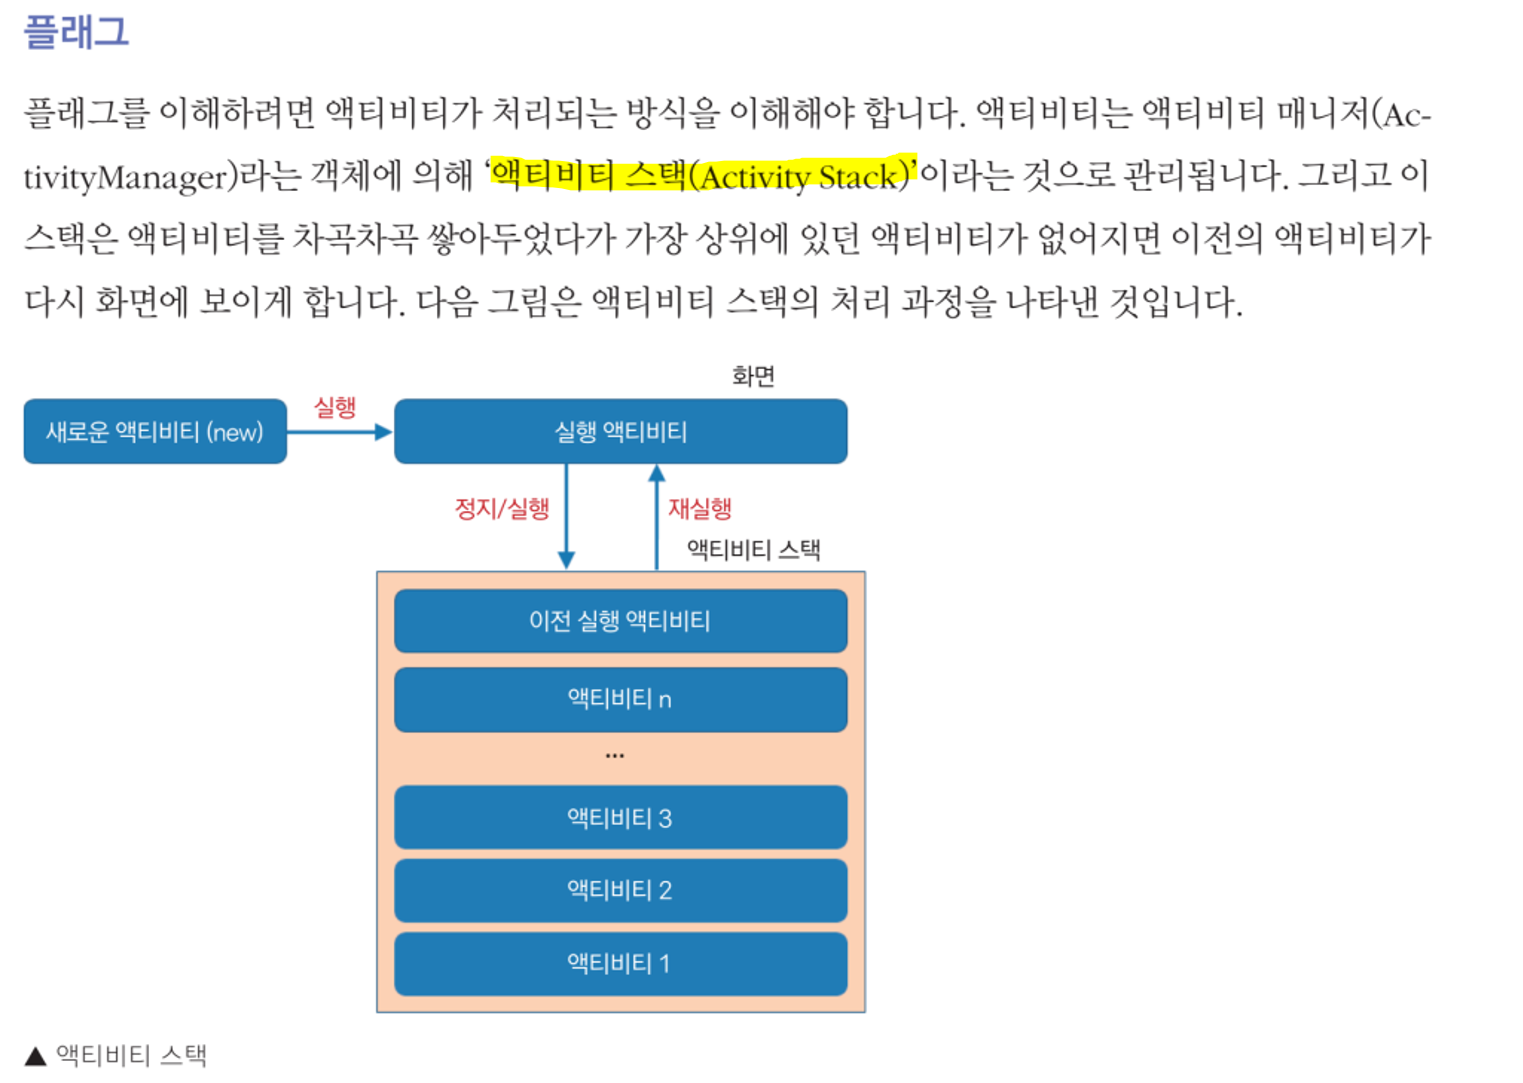 플래그
플래그를 이해하려면 액티비티가 처리되는 방식을 이해해야 합니다. 액티비티는 액티비티 매니저(Ac-
tivityManager)라는 객체에 의해 ‘액티비티 스택(Activity Stack)’이라는 것으로 관리됩니다. 그리고 이
스택은 액티비티를 차곡차곡 쌓아두었다가 가장 상위에 있던 액티비티가 없어지면 이전의 액티비티가
다시 화면에 보이게 합니다. 다음 그림은 액티비티 스택의 처리 과정을 나타낸 것입니다.
화면
새로운 액티비티 (new)
실행
실행 액티비티
정지/실행
재실행
액티비티 스택
이전 실행 액티비티
액티비티 n
...
액티비티 3
액티비티 2
액티비티 1
▲ 액티비티 스택